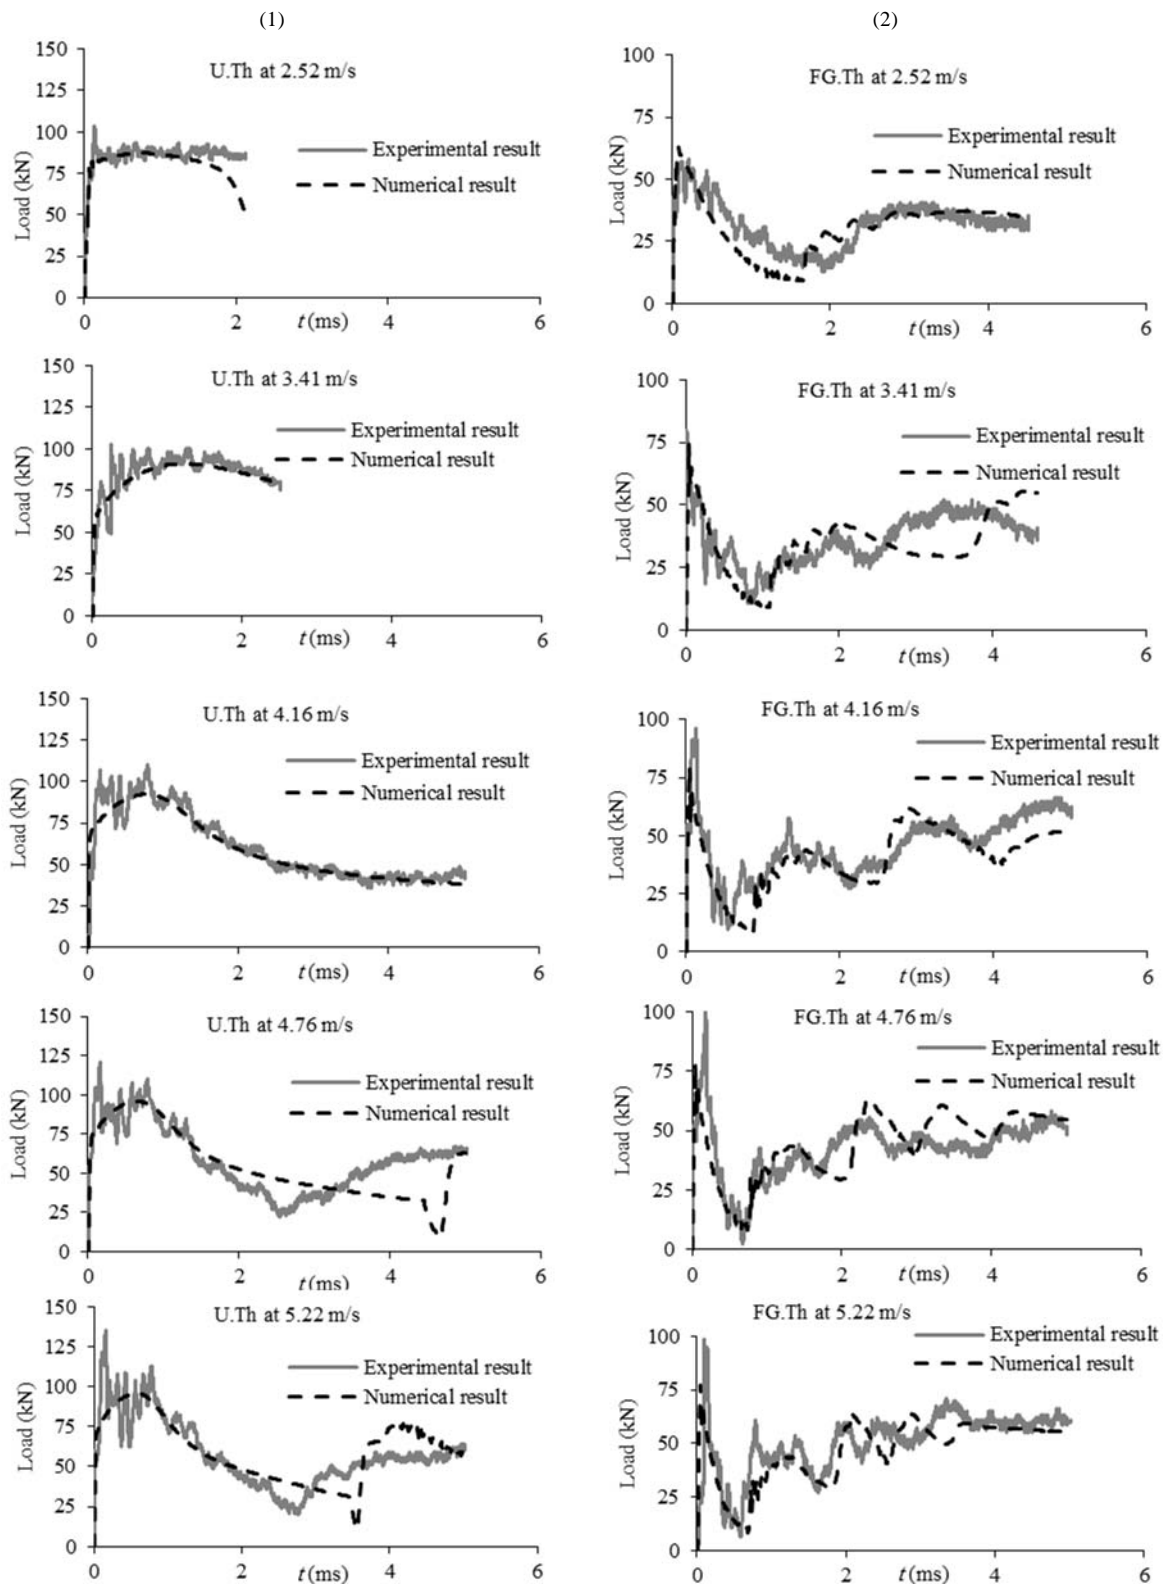 (1)
(2)
U.Th at 2.52 m/s
150
125
100
75
50
25
0
Load (kN)
Experimental result
Numerical result
0
2
t (ms)
4
6
FG.Th at 2.52 m/s
100
75
50
25
0
Load (kN)
Experimental result
Numerical result
0
2
t (ms)
4
6
U.Th at 3.41 m/s
150
125
100
75
50
25
0
Load (kN)
Experimental result
Numerical result
0
2
t (ms)
4
6
FG.Th at 3.41 m/s
100
75
50
25
0
Load (kN)
Experimental result
Numerical result
0
2
t (ms)
4
6
U.Th at 4.16 m/s
150
125
100
75
50
25
0
Load (kN)
Experimental result
Numerical result
0
2
t (ms)
4
6
FG.Th at 4.16 m/s
100
75
50
25
0
Load (kN)
Experimental result
Numerical result
0
2
t (ms)
4
6
U.Th at 4.76 m/s
150
125
100
75
50
25
0
Load (kN)
Experimental result
Numerical result
0
2
t (ms)
4
6
FG.Th at 4.76 m/s
100
75
50
25
0
Load (kN)
Experimental result
Numerical result
0
2
t (ms)
4
6
U.Th at 5.22 m/s
150
125
100
75
50
25
0
Load (kN)
Experimental result
Numerical result
0
2
t (ms)
4
6
FG.Th at 5.22 m/s
100
75
50
25
0
Load (kN)
Experimental result
Numerical result
0
2
t (ms)
4
6